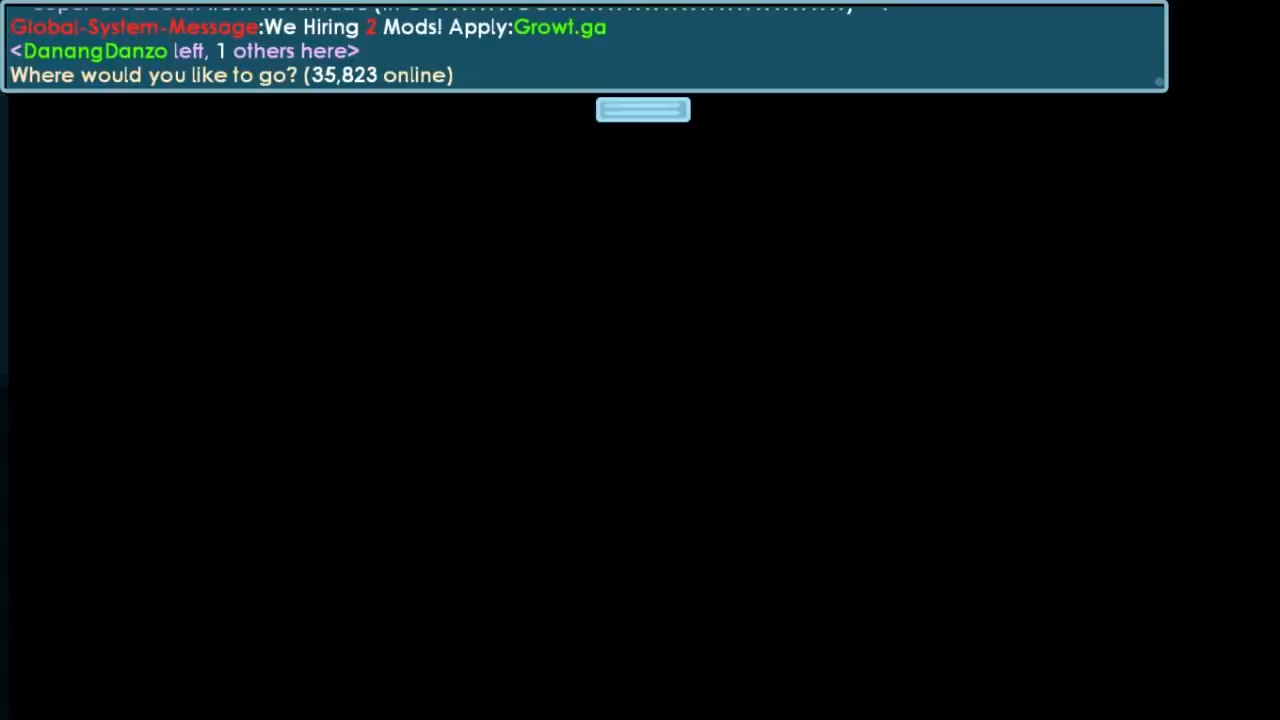 Global-System-Message:We Hiring 2 Mods! Apply:Growt.ga
<DanangDanzo left, 1 others here>
Where would you like to go? (35,823 online)